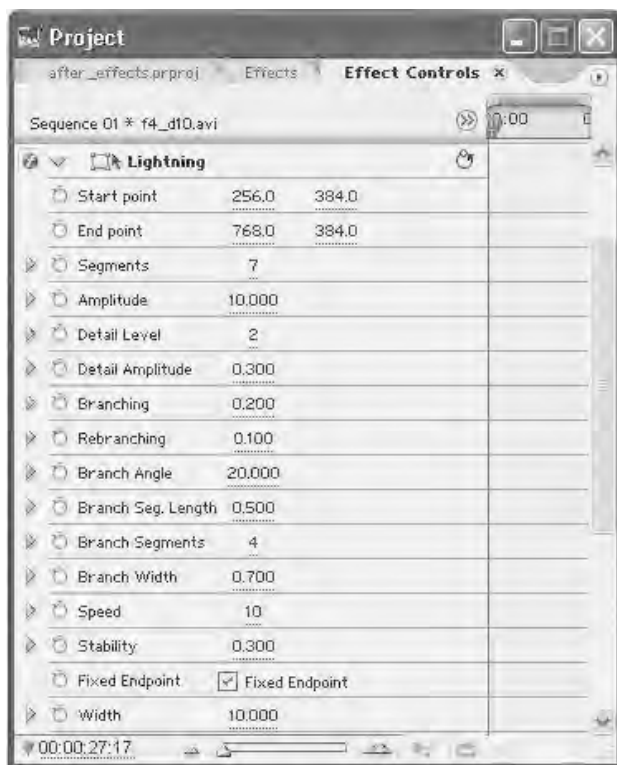 Project
after_effects.prproj Effects Effect Controls
Sequence 01 * f4_d10.avi 0:00
Lightning
Start point 256.0 384.0
End point 768.0 384.0
Segments 7
Amplitude 10.000
Detail Level 2
Detail Amplitude 0.300
Branching 0.200
Rebranching 0.100
Branch Angle 20.000
Branch Seg. Length 0.500
Branch Segments 4
Branch Width 0.700
Speed 10
Stability 0.300
Fixed Endpoint Fixed Endpoint
Width 10.000
00:00:27:17